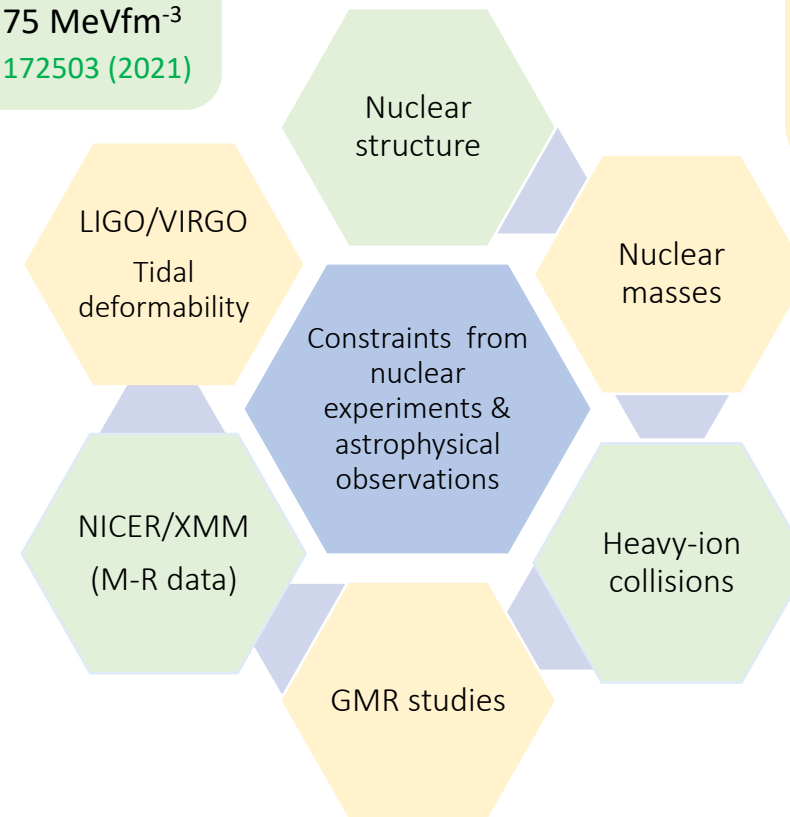 75 MeVfm⁻³
172503 (2021)
Nuclear
structure
LIGO/VIRGO
Tidal
deformability
Nuclear
masses
Constraints from
nuclear
experiments &
astrophysical
observations
NICER/XMM
(M-R data)
Heavy-ion
collisions
GMR studies